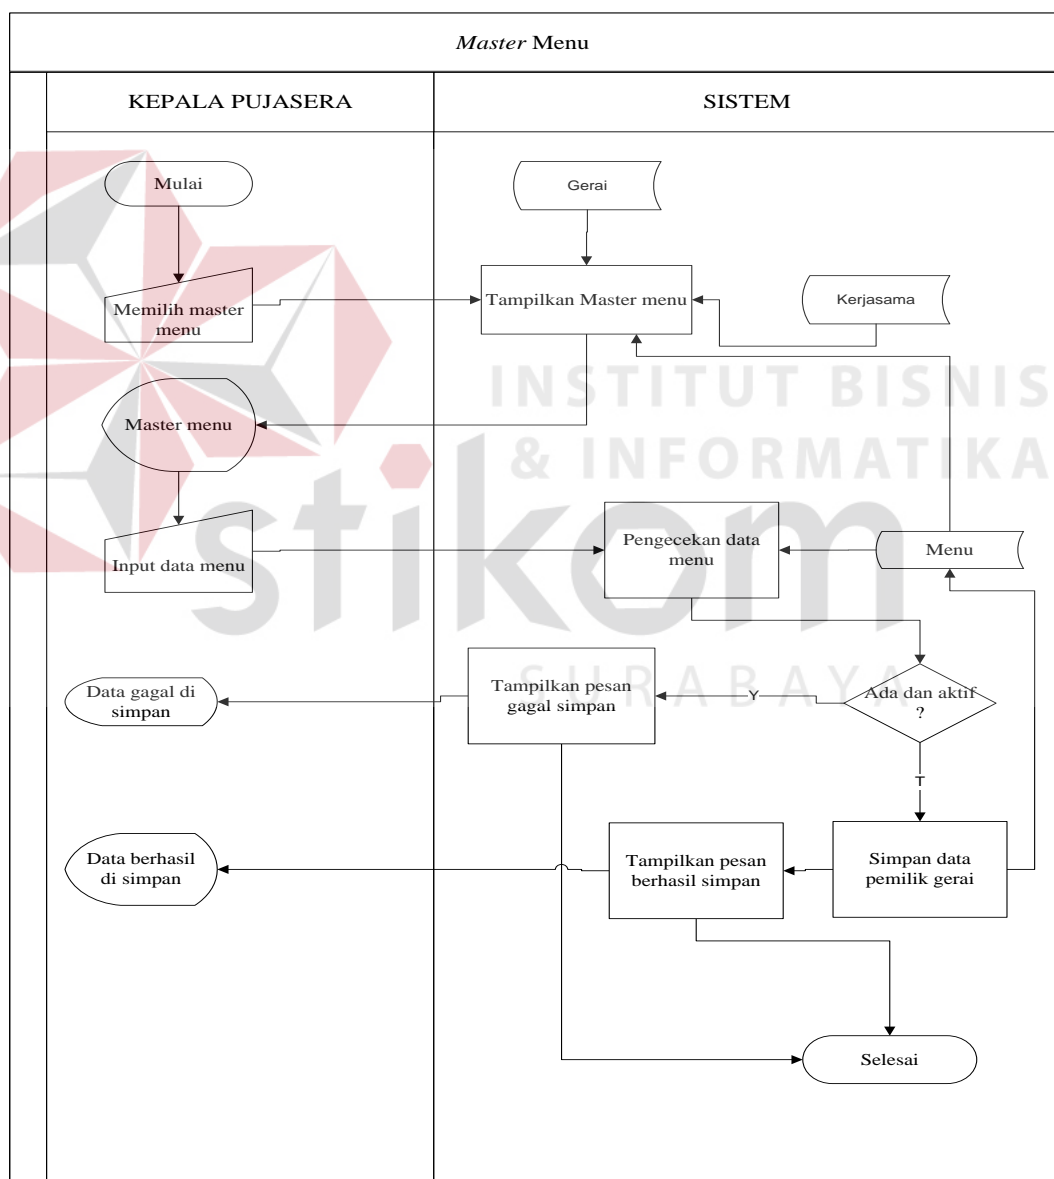 Master Menu
KEPALA PUJASERA
SISTEM
Mulai
Gerai
Memilih master
menu
Tampilkan Master menu
Kerjasama
INSTITUT BISNIS
& INFORMATIKA
Master menu
stikom
Input data menu
Pengecekan data
menu
Menu
SURABAYA
Data gagal di
simpan
Tampilkan pesan
gagal simpan
Y
Ada dan aktif
?
T
Data berhasil
di simpan
Tampilkan pesan
berhasil simpan
Simpan data
pemilik gerai
Selesai